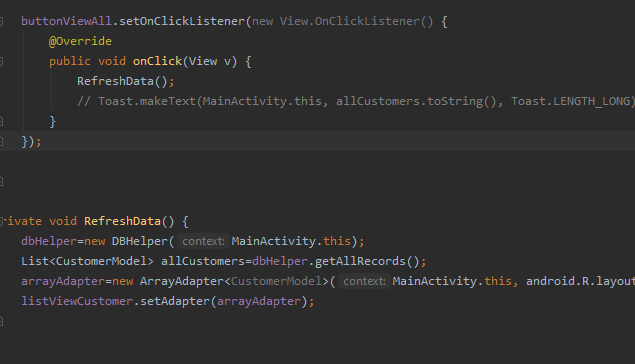 buttonViewAll.setOnClickListener(new View.OnClickListener() {
@Override
public void onClick(View v) {
RefreshData();
// Toast.makeText(MainActivity.this, allCustomers.toString(), Toast.LENGTH_LONG)
}
});
ivate void RefreshData() {
dbHelper=new DBHelper( context: MainActivity.this);
List<CustomerModel> allCustomers=dbHelper.getAllRecords();
arrayAdapter=new ArrayAdapter<CustomerModel>( context: MainActivity.this, android.R.layout
listViewCustomer.setAdapter(arrayAdapter);